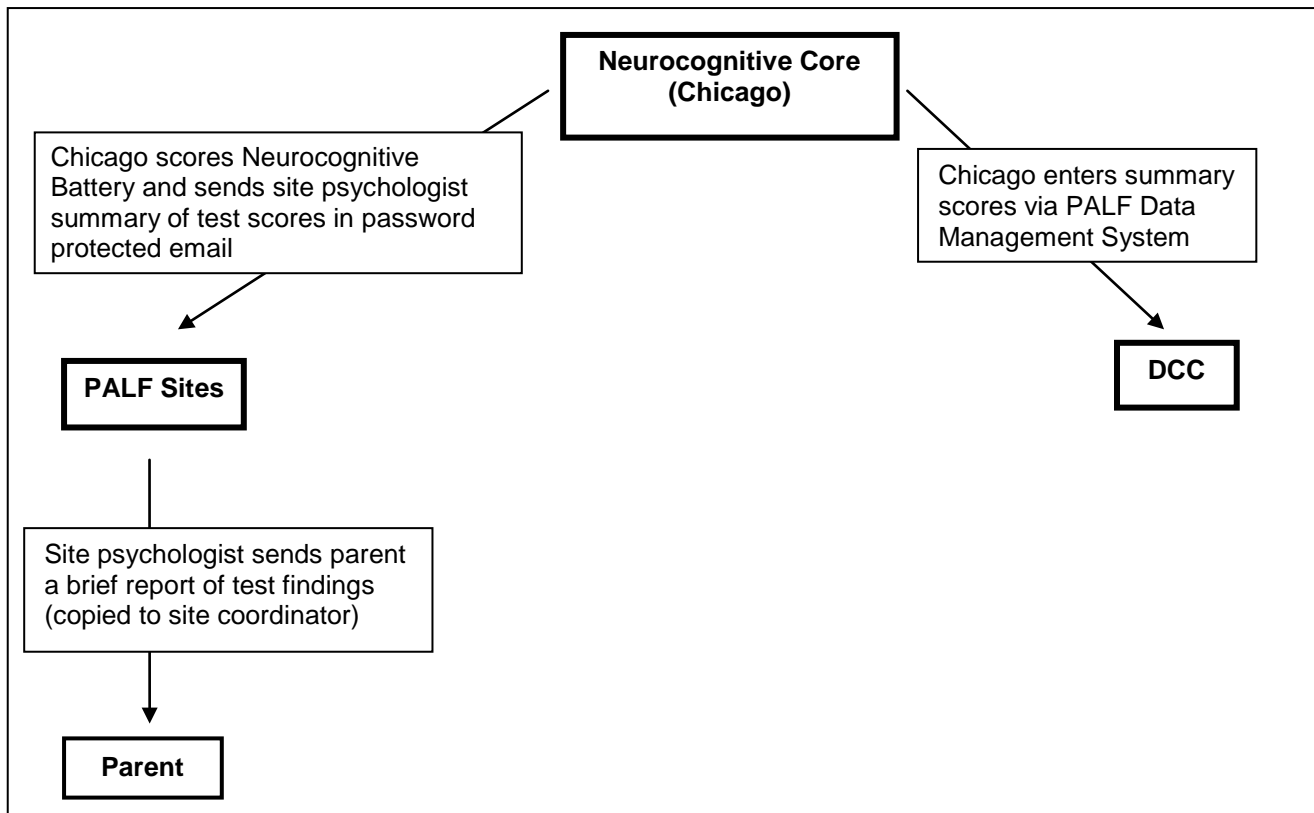 Neurocognitive Core
(Chicago)
Chicago scores Neurocognitive
Battery and sends site psychologist
summary of test scores in password
protected email
Chicago enters summary
scores via PALF Data
Management System
PALF Sites
DCC
Site psychologist sends parent
a brief report of test findings
(copied to site coordinator)
Parent